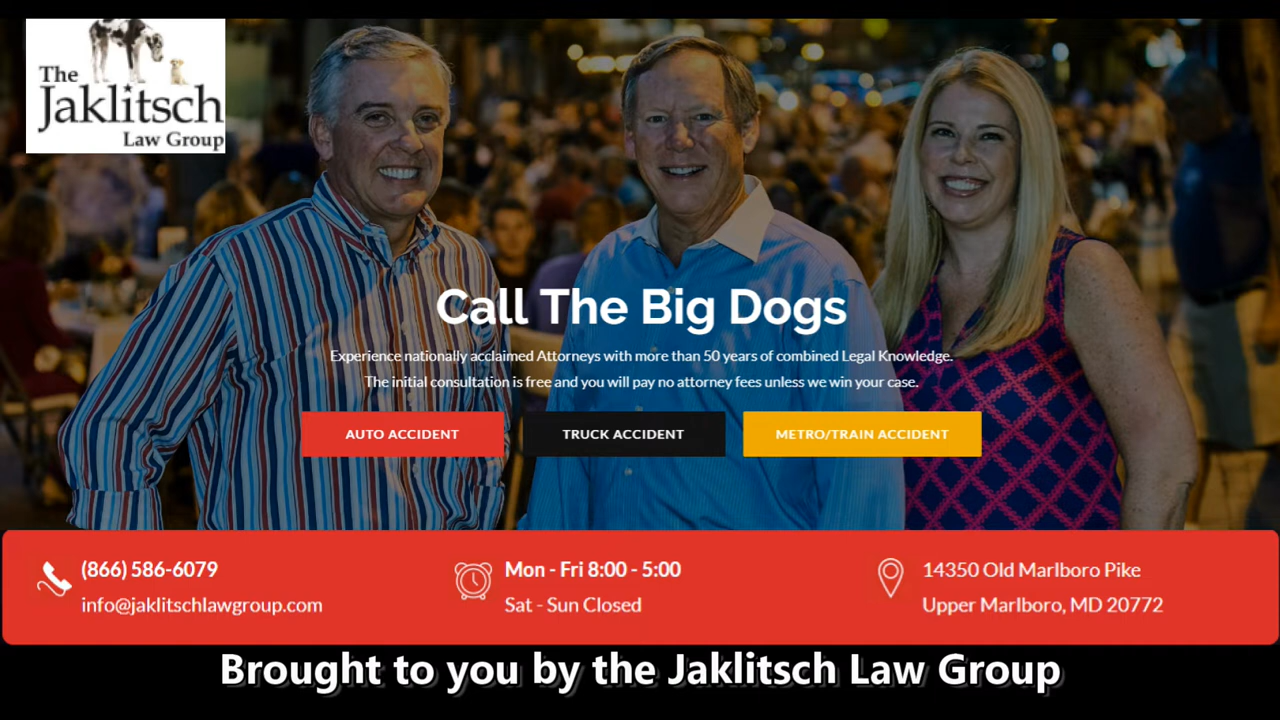 The
Jaklitsch
Law Group
Call The Big Dogs
Experience nationally acclaimed Attorneys with more than 50 years of combined Legal Knowledge.
The initial consultation is free and you will pay no attorney fees unless we win your case.
AUTO ACCIDENT
TRUCK ACCIDENT
METRO/TRAIN ACCIDENT
(866) 586-6079
info@jaklitschlawgroup.com
Mon - Fri 8:00 - 5:00
Sat - Sun Closed
14350 Old Marlboro Pike
Upper Marlboro, MD 20772
Brought to you by the Jaklitsch Law Group